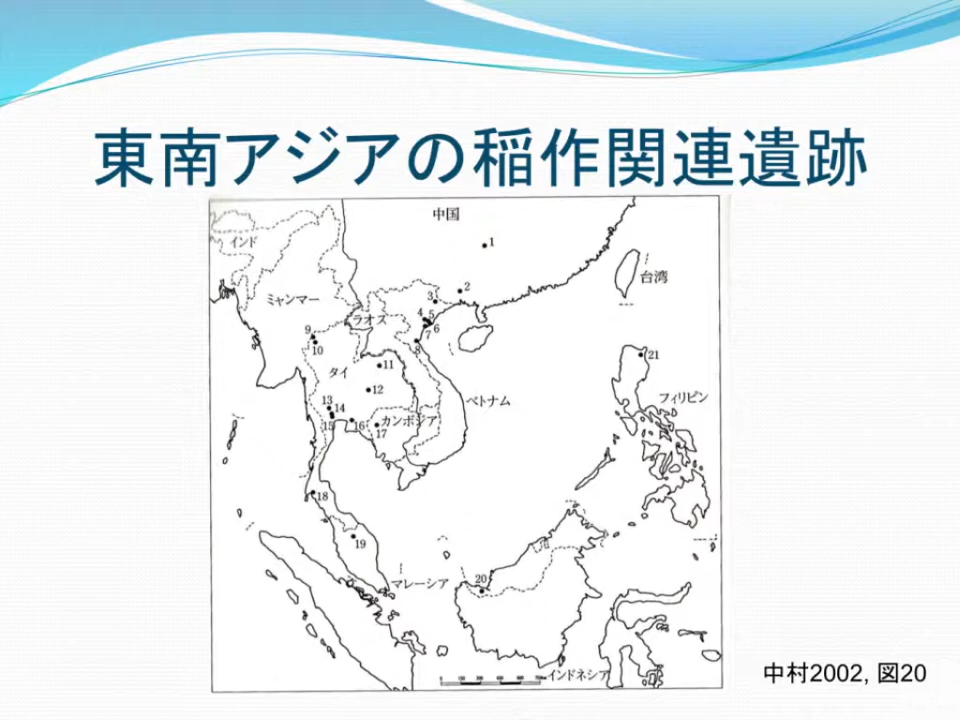 東南アジアの稲作関連遺跡
中国
1
インド
台湾
2
3
ミャンマー
ラオス
4
5
6
7
8
9
10
21
11
タイ
12
フィリピン
ベトナム
13
14
15
16
カンボジア
17
18
19
マレーシア
20
インドネシア
中村2002, 図20